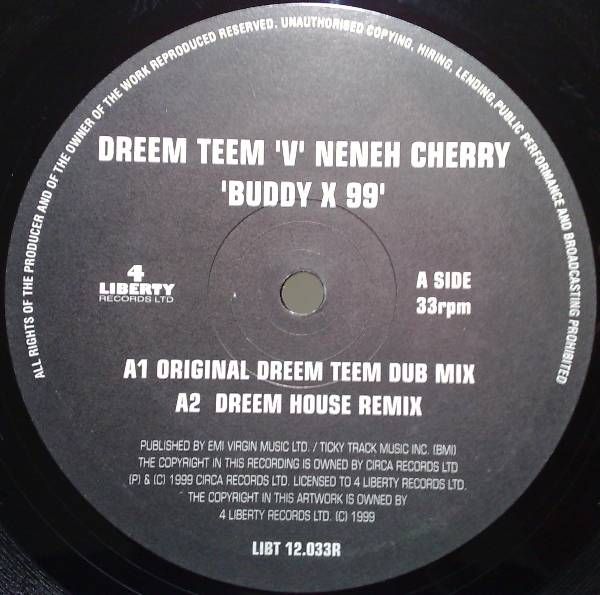 ALL RIGHTS OF THE PRODUCER AND OF THE OWNER OF THE WORK REPRODUCED RESERVED. UNAUTHORISED COPYING, HIRING, LENDING, PUBLIC PERFORMANCE AND BROADCASTING PROHIBITED
DREEM TEEM 'V' NENEH CHERRY
'BUDDY X 99'
4
LIBERTY
RECORDS LTD
A SIDE
33rpm
A1 ORIGINAL DREEM TEEM DUB MIX
A2 DREEM HOUSE REMIX
PUBLISHED BY EMI VIRGIN MUSIC LTD. / TICKY TRACK MUSIC INC. (BMI)
THE COPYRIGHT IN THIS RECORDING IS OWNED BY CIRCA RECORDS LTD
(P) & (C) 1999 CIRCA RECORDS LTD. LICENSED TO 4 LIBERTY RECORDS LTD.
THE COPYRIGHT IN THIS ARTWORK IS OWNED BY
4 LIBERTY RECORDS LTD. (C) 1999
LIBT 12.033R